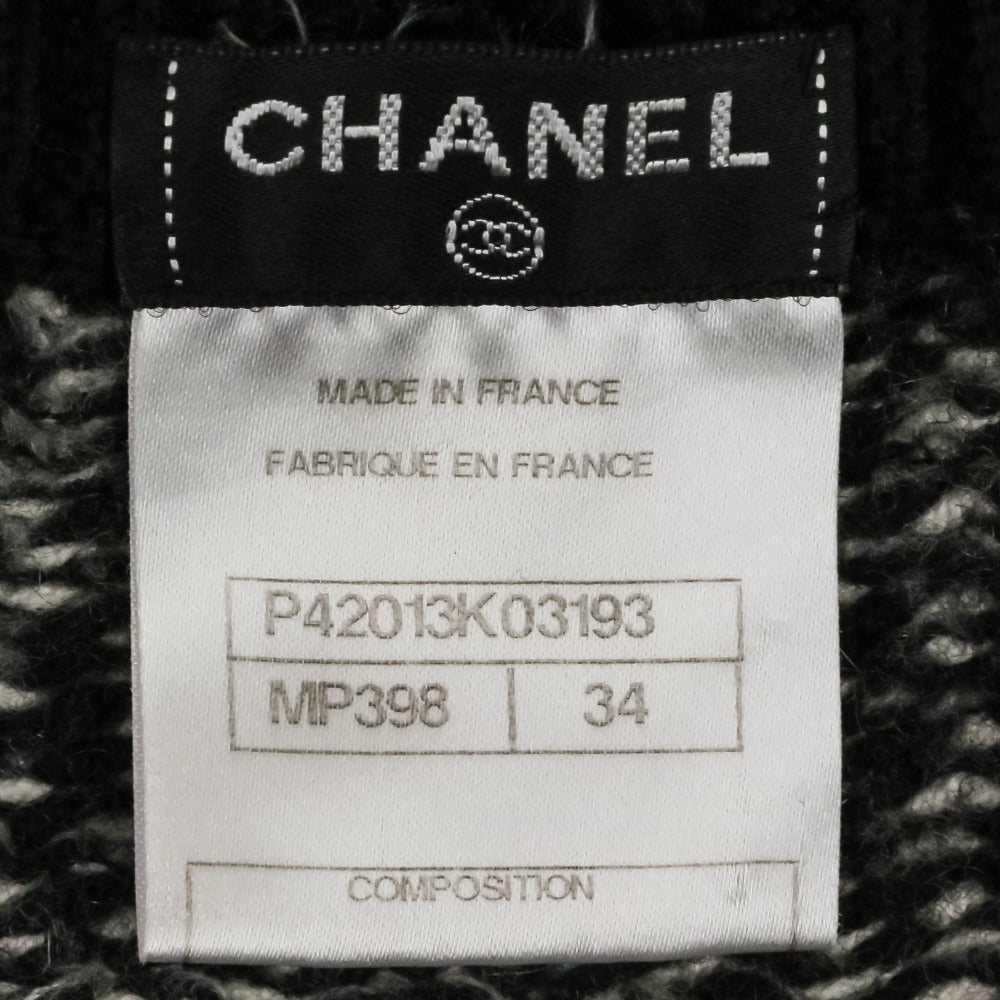 CHANEL
MADE IN FRANCE
FABRIQUE EN FRANCE
P42013K03193
MP398 34
COMPOSITION